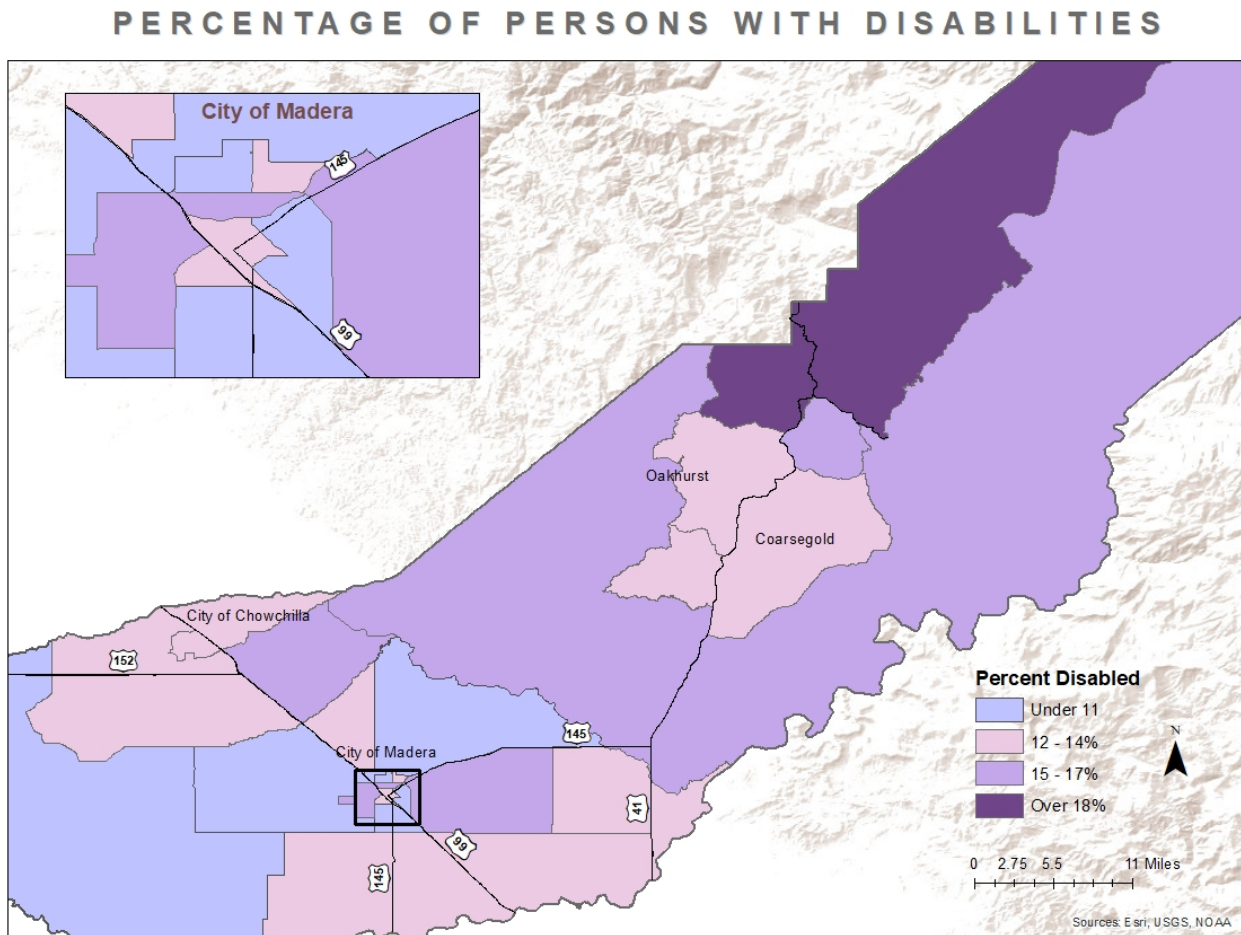 PERCENTAGE OF PERSONS WITH DISABILITIES
City of Madera
145
99
Oakhurst
Coarsegold
City of Chowchilla
152
145
City of Madera
41
99
145
Percent Disabled
Under 11
12 - 14%
15 - 17%
Over 18%
N
0 2.75 5.5 11 Miles
Sources: Esri, USGS, NOAA